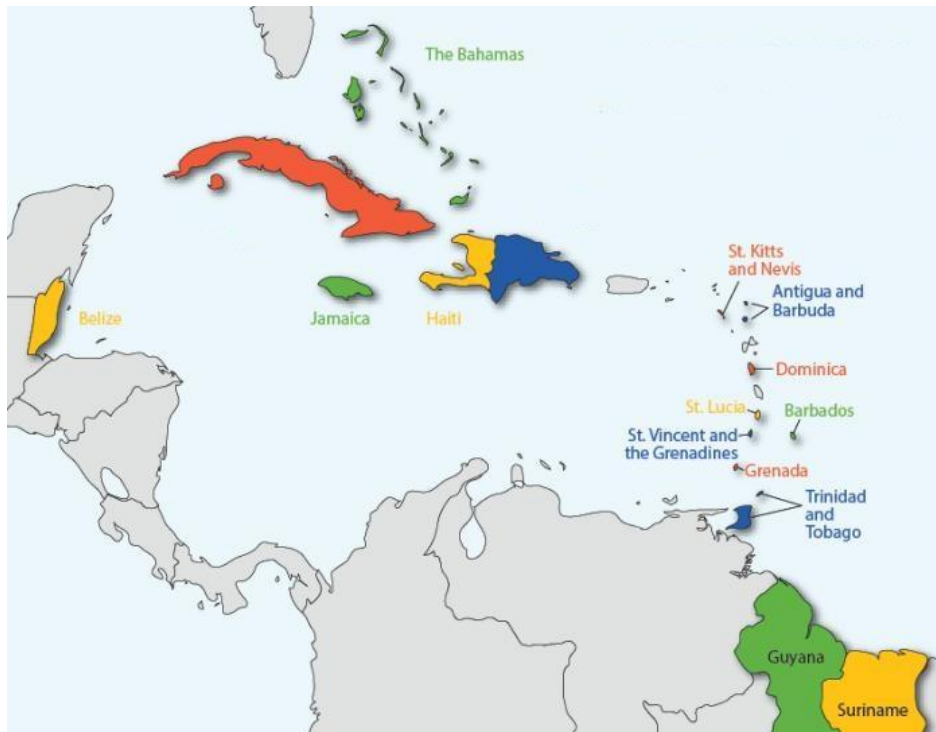 The Bahamas
St. Kitts
and Nevis
Antigua and
Barbuda
Belize
Jamaica
Haiti
Dominica
St. Lucia
Barbados
St. Vincent and
the Grenadines
Grenada
Trinidad
and
Tobago
Guyana
Suriname